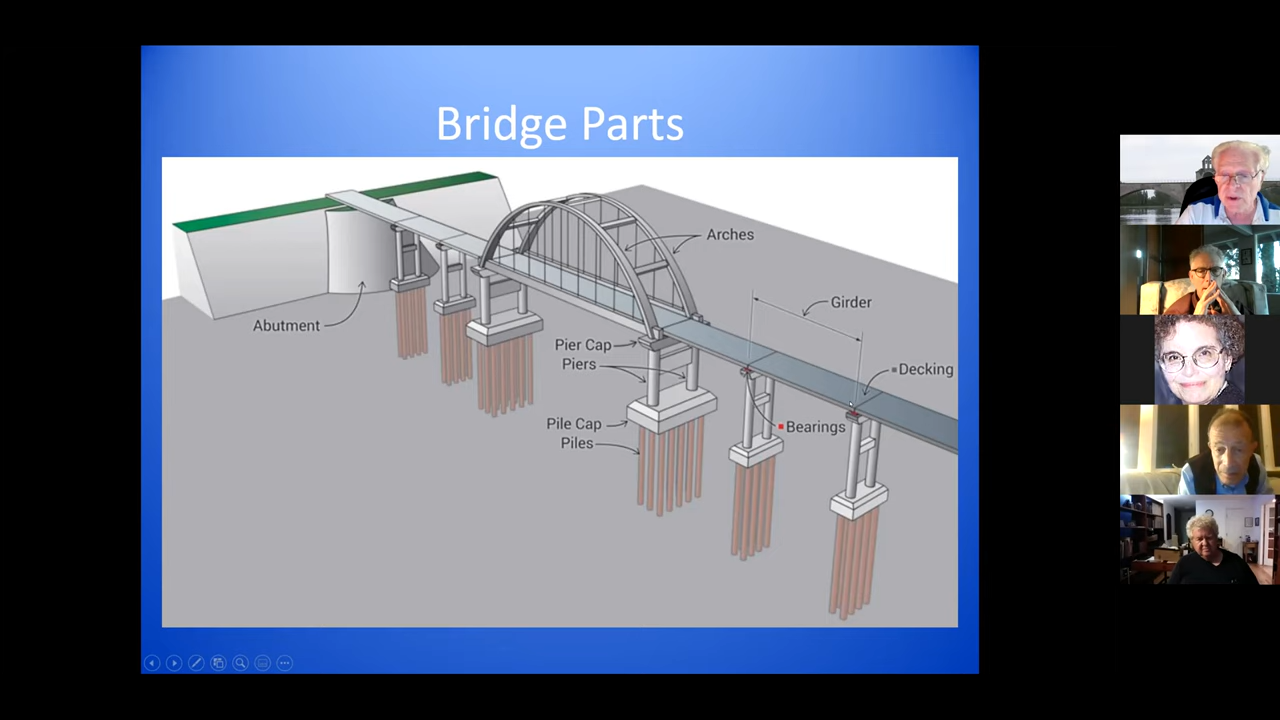 Bridge Parts
Arches
Girder
Abutment
Pier Cap
Piers
Decking
Pile Cap
Bearings
Piles